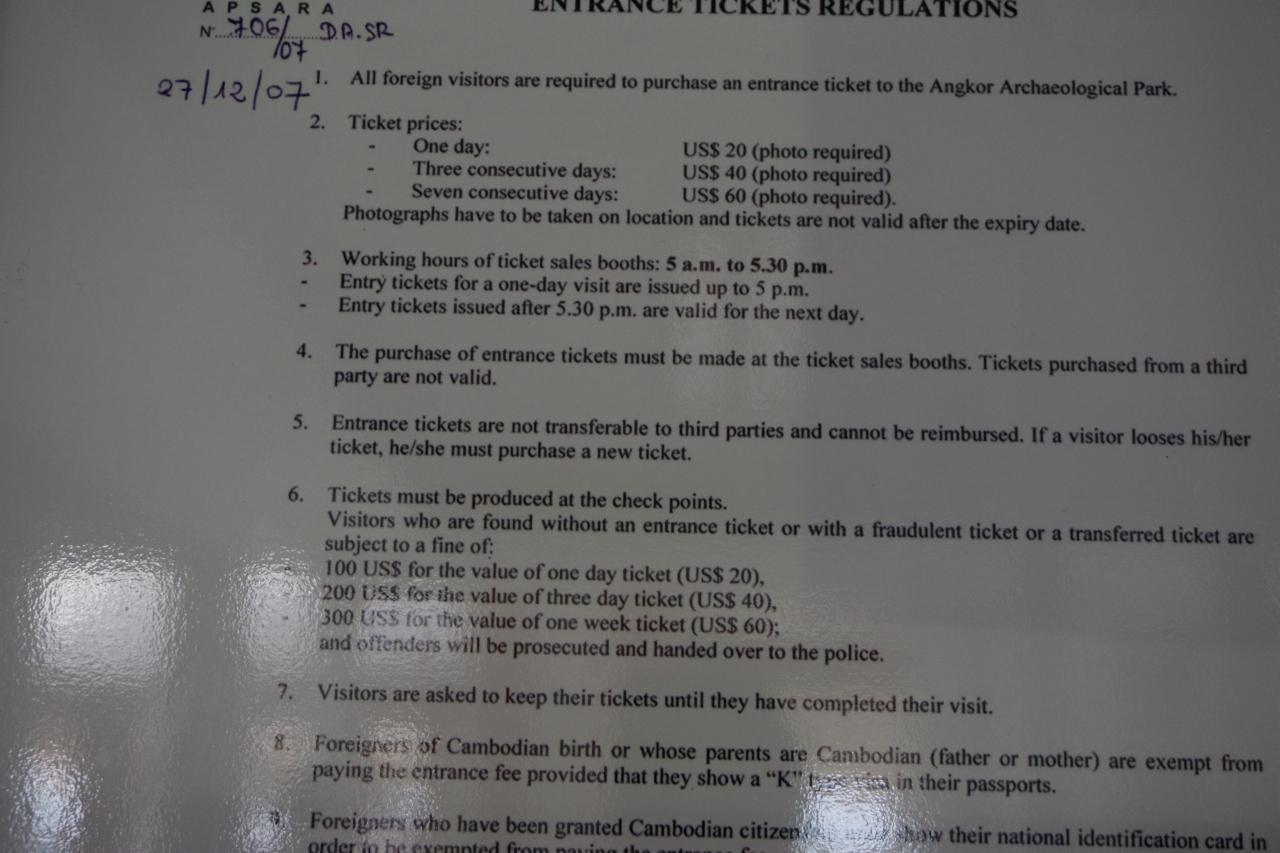 A P S A R A
ENTRANCE TICKETS REGULATIONS
N° 706/07 DA.SR
27/12/07
1. All foreign visitors are required to purchase an entrance ticket to the Angkor Archaeological Park.
2. Ticket prices:
- One day: US$ 20 (photo required)
- Three consecutive days: US$ 40 (photo required)
- Seven consecutive days: US$ 60 (photo required).
Photographs have to be taken on location and tickets are not valid after the expiry date.
3. Working hours of ticket sales booths: 5 a.m. to 5.30 p.m.
- Entry tickets for a one-day visit are issued up to 5 p.m.
- Entry tickets issued after 5.30 p.m. are valid for the next day.
4. The purchase of entrance tickets must be made at the ticket sales booths. Tickets purchased from a third
party are not valid.
5. Entrance tickets are not transferable to third parties and cannot be reimbursed. If a visitor looses his/her
ticket, he/she must purchase a new ticket.
6. Tickets must be produced at the check points.
Visitors who are found without an entrance ticket or with a fraudulent ticket or a transferred ticket are
subject to a fine of:
- 100 US$ for the value of one day ticket (US$ 20),
- 200 US$ for the value of three day ticket (US$ 40),
- 300 US$ for the value of one week ticket (US$ 60);
and offenders will be prosecuted and handed over to the police.
7. Visitors are asked to keep their tickets until they have completed their visit.
8. Foreigners of Cambodian birth or whose parents are Cambodian (father or mother) are exempt from
paying the entrance fee provided that they show a “K” visa in their passports.
9. Foreigners who have been granted Cambodian show their national identification card in
order to be exempted from paying the entrance